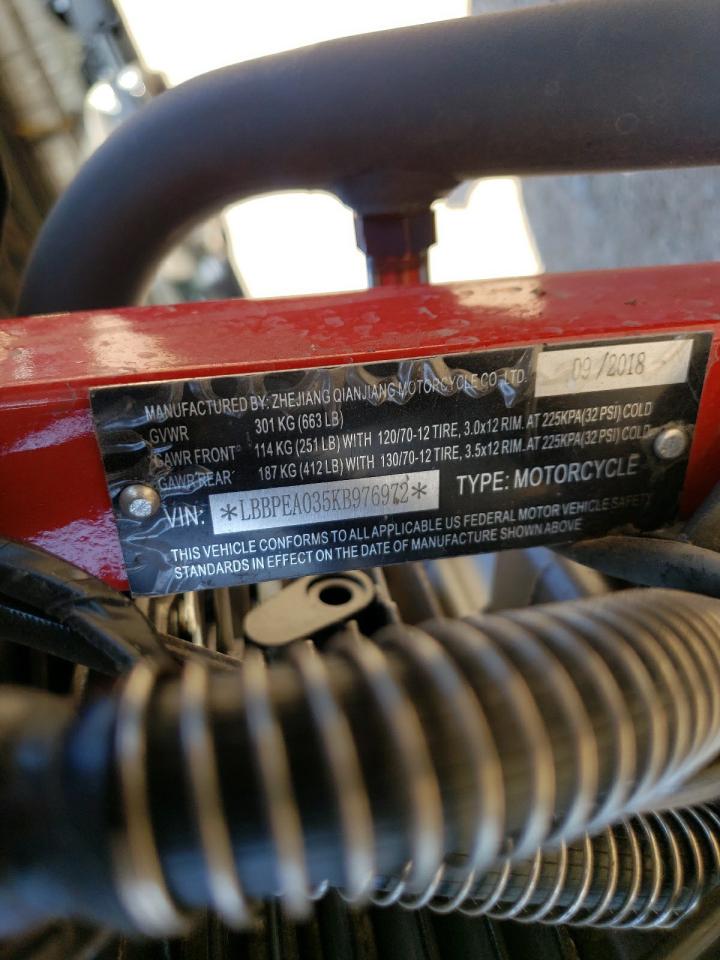 09/2018
MANUFACTURED BY: ZHEJIANG QIANJIANG MOTORCYCLE CO.,LTD.
GVWR 301 KG (663 LB)
GAWR FRONT 114 KG (251 LB) WITH 120/70-12 TIRE, 3.0x12 RIM. AT 225KPA(32 PSI) COLD
GAWR REAR 187 KG (412 LB) WITH 130/70-12 TIRE, 3.5x12 RIM. AT 225KPA(32 PSI) COLD
VIN: *LBBPEA035KB976972* TYPE: MOTORCYCLE
THIS VEHICLE CONFORMS TO ALL APPLICABLE US FEDERAL MOTOR VEHICLE SAFETY
STANDARDS IN EFFECT ON THE DATE OF MANUFACTURE SHOWN ABOVE